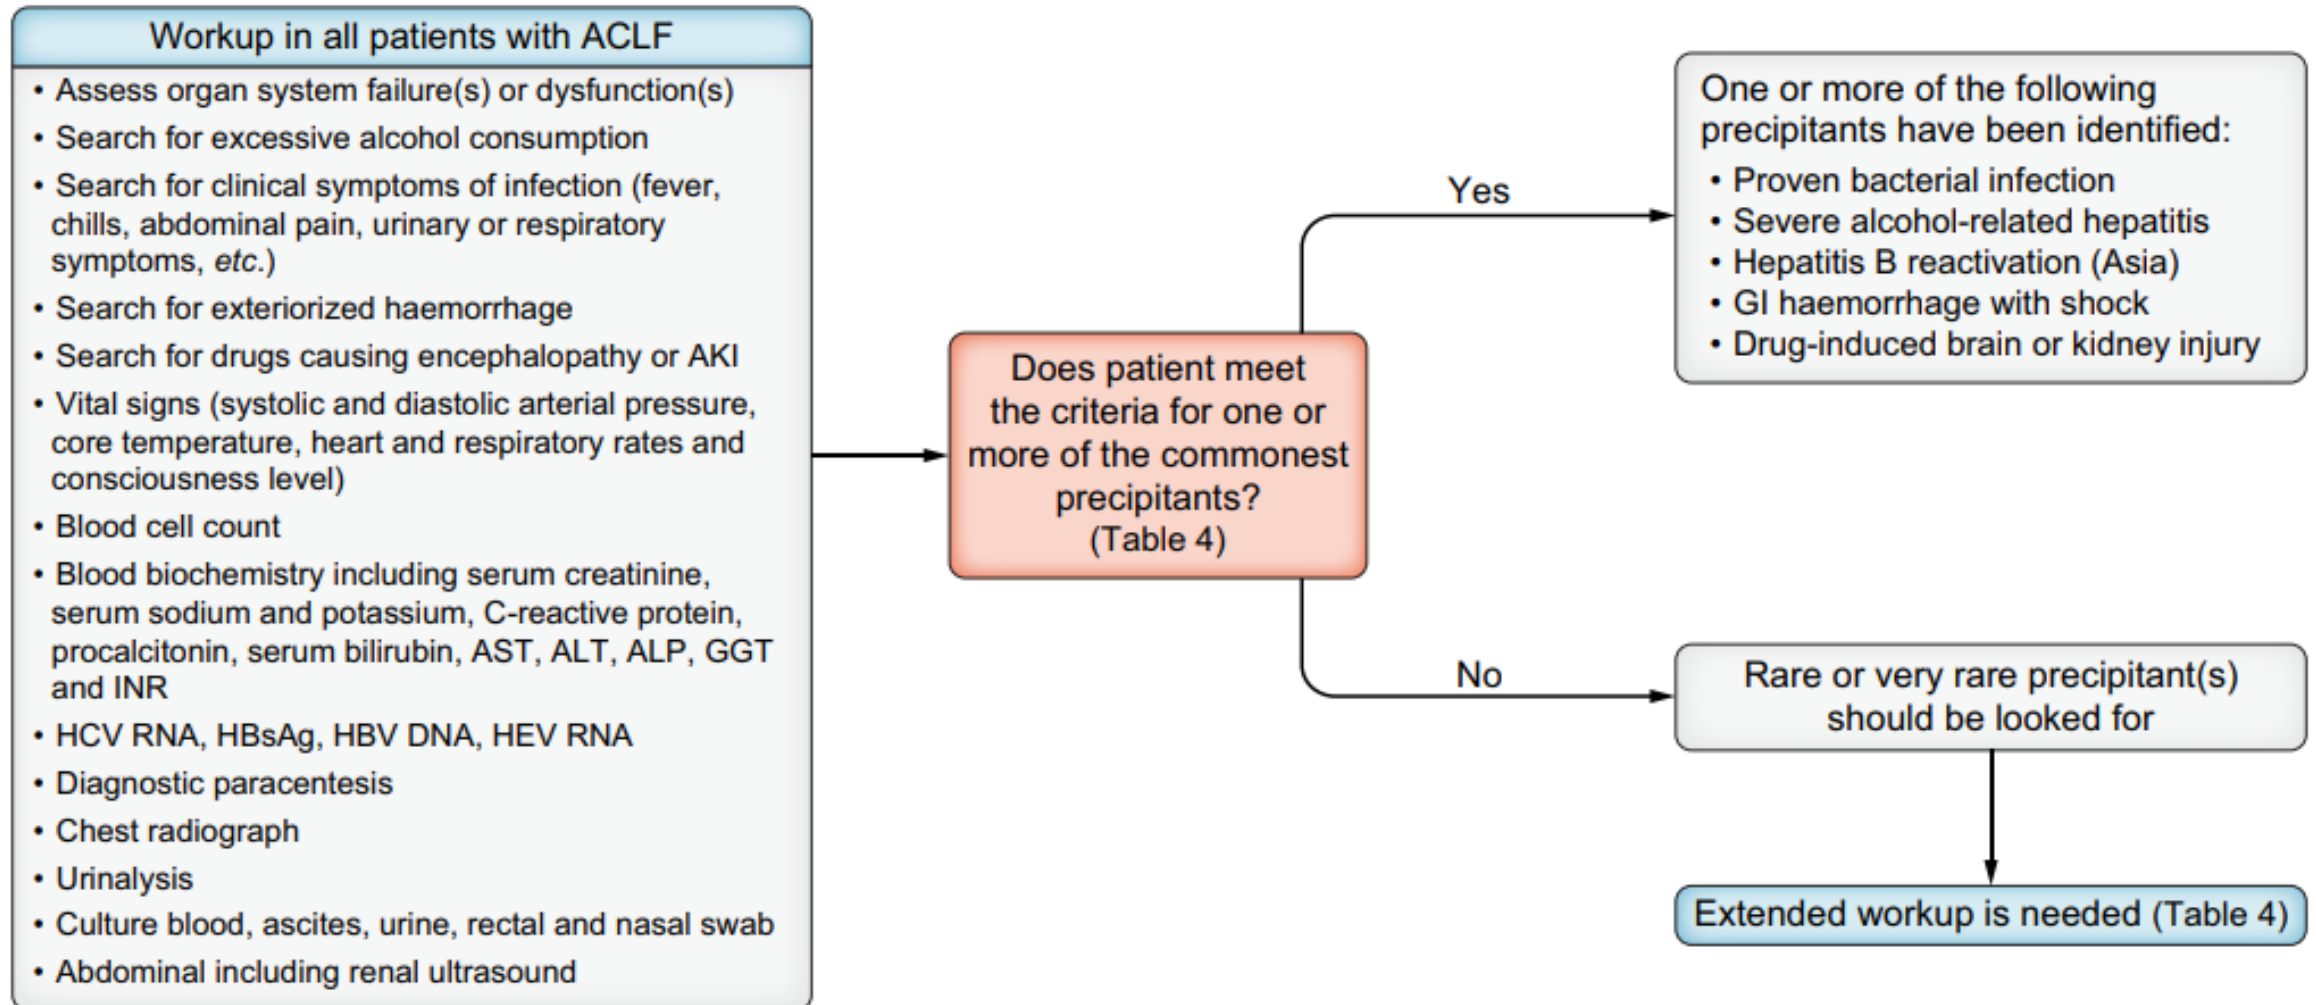 Workup in all patients with ACLF
• Assess organ system failure(s) or dysfunction(s)
• Search for excessive alcohol consumption
• Search for clinical symptoms of infection (fever,
chills, abdominal pain, urinary or respiratory
symptoms, etc.)
• Search for exteriorized haemorrhage
• Search for drugs causing encephalopathy or AKI
• Vital signs (systolic and diastolic arterial pressure,
core temperature, heart and respiratory rates and
consciousness level)
• Blood cell count
• Blood biochemistry including serum creatinine,
serum sodium and potassium, C-reactive protein,
procalcitonin, serum bilirubin, AST, ALT, ALP, GGT
and INR
• HCV RNA, HBsAg, HBV DNA, HEV RNA
• Diagnostic paracentesis
• Chest radiograph
• Urinalysis
• Culture blood, ascites, urine, rectal and nasal swab
• Abdominal including renal ultrasound
Does patient meet
the criteria for one or
more of the commonest
precipitants?
(Table 4)
Yes
One or more of the following
precipitants have been identified:
• Proven bacterial infection
• Severe alcohol-related hepatitis
• Hepatitis B reactivation (Asia)
• GI haemorrhage with shock
• Drug-induced brain or kidney injury
No
Rare or very rare precipitant(s)
should be looked for
Extended workup is needed (Table 4)